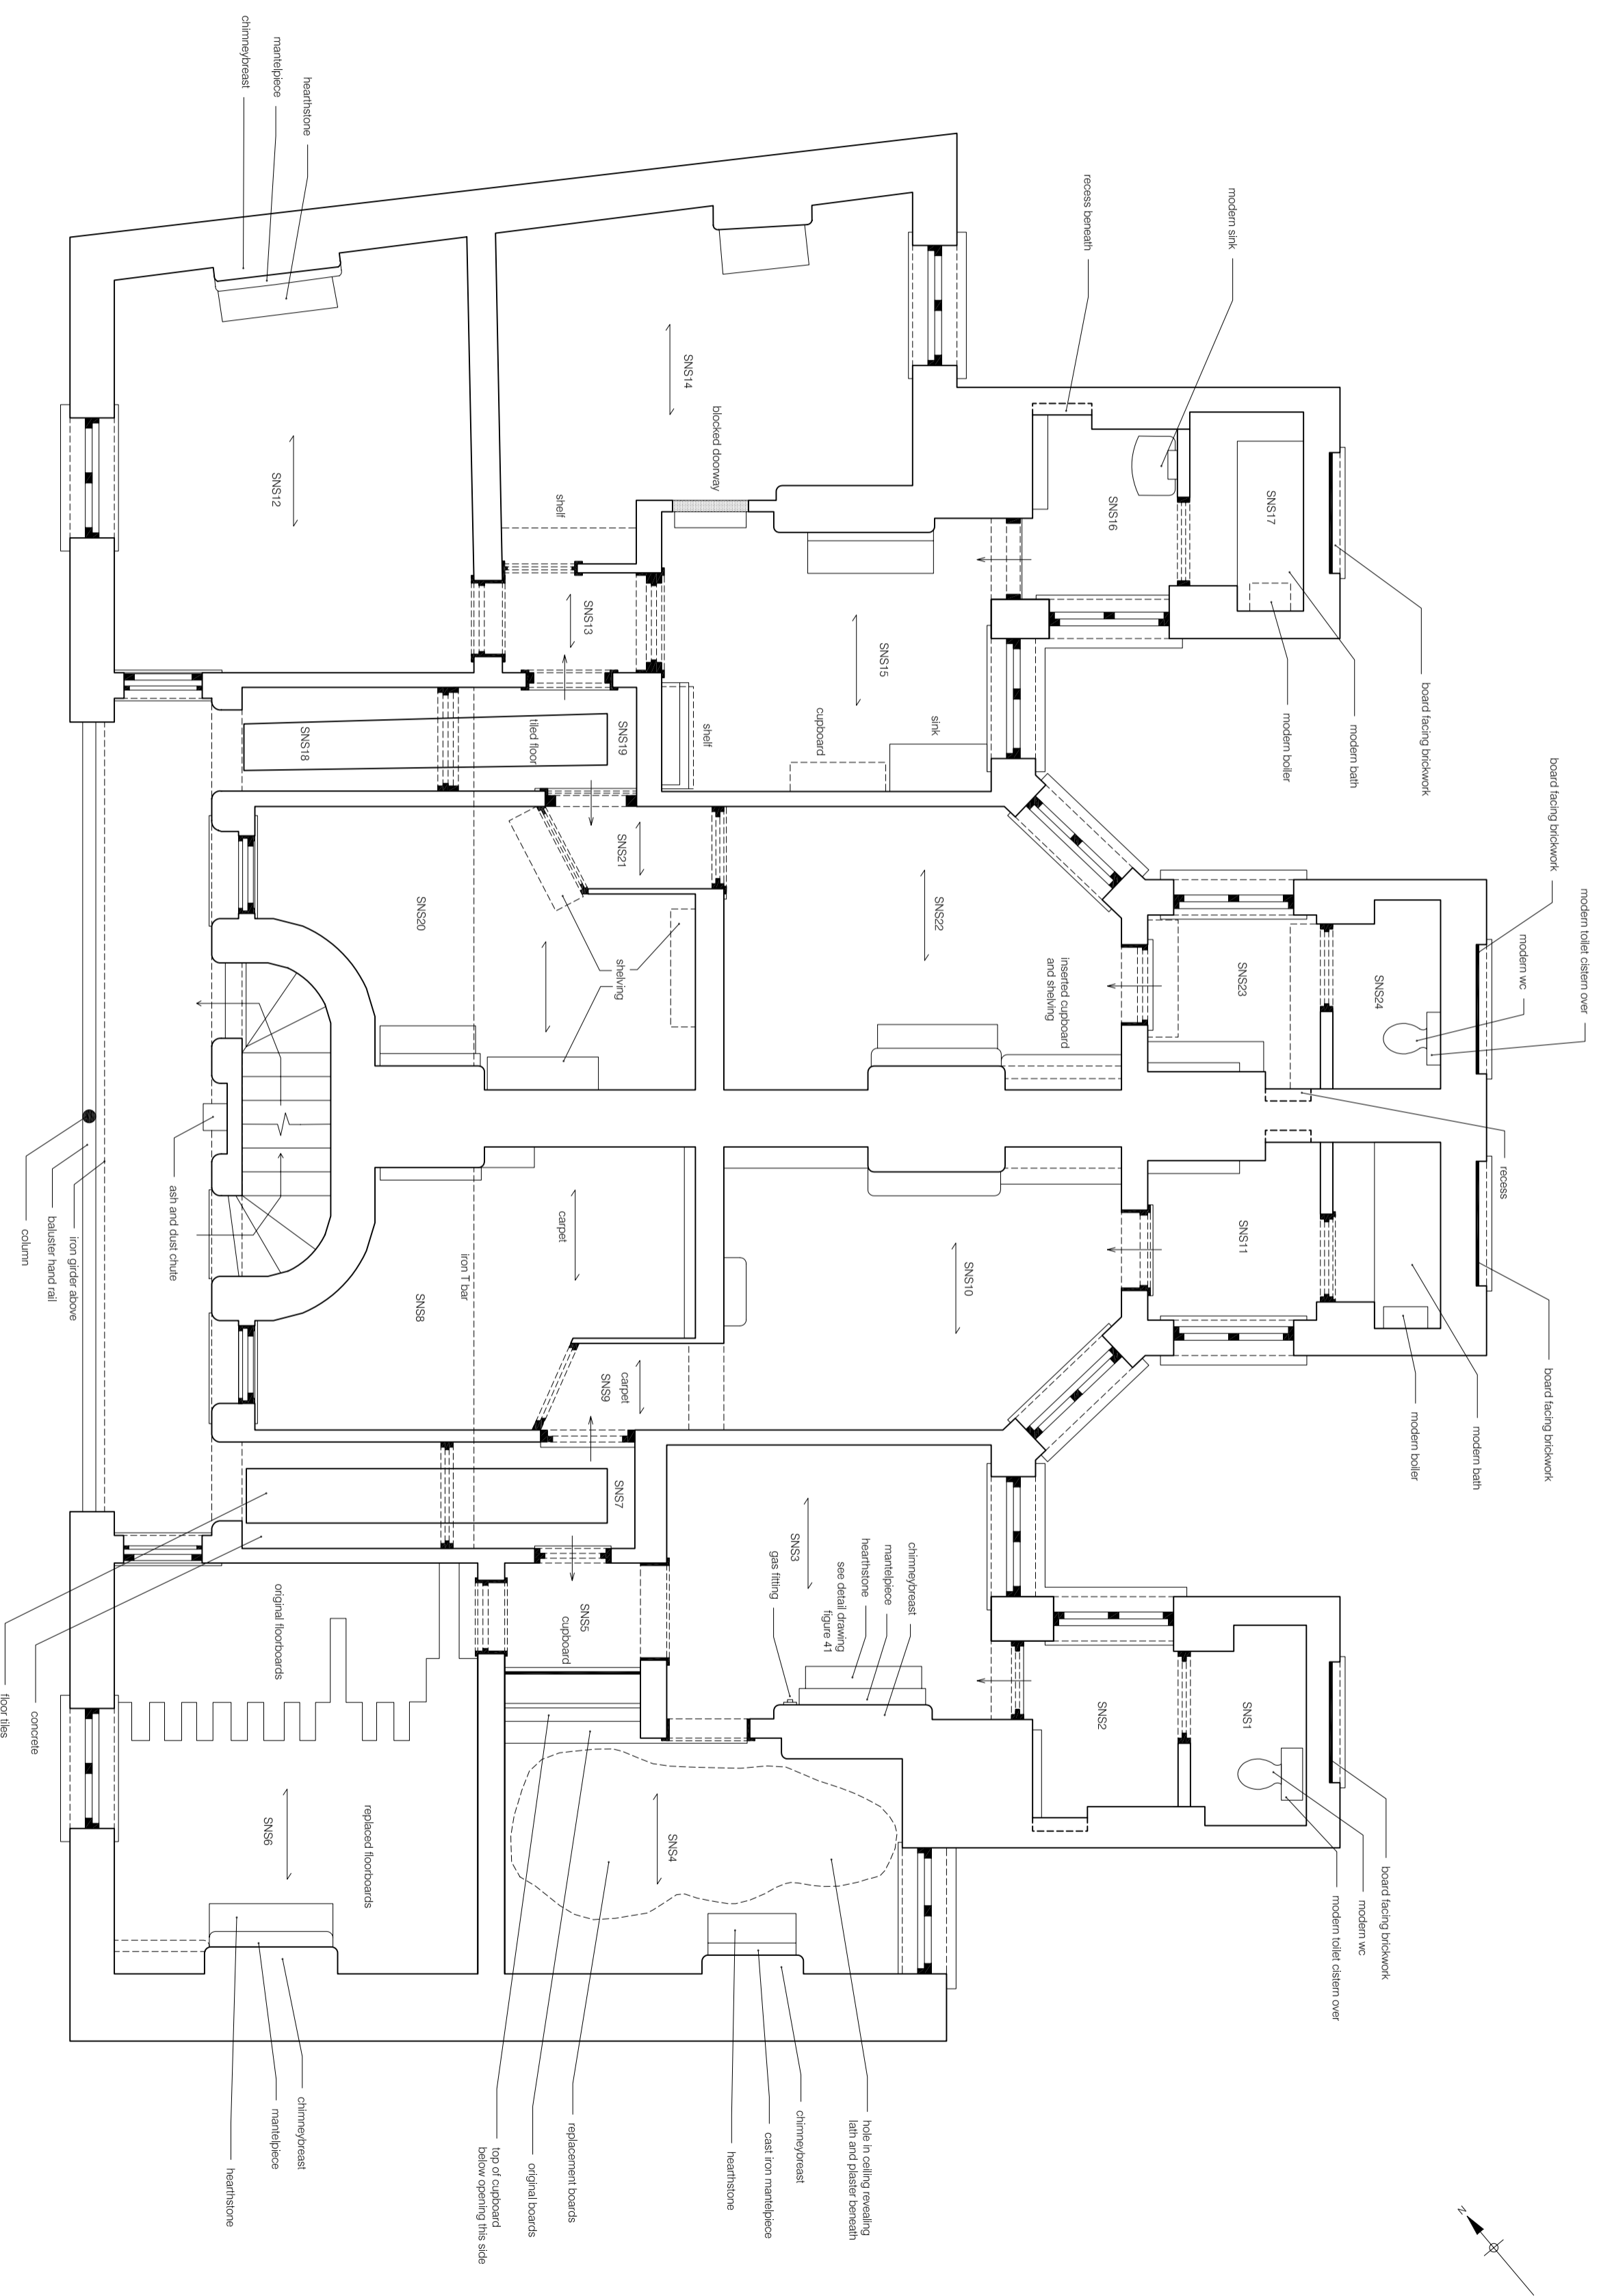 modern toilet cistern over
board facing brickwork
modern wc
board facing brickwork
recess
modern bath
N
board facing brickwork
modern boiler
board facing brickwork
modern wc
modern toilet cistern over
modern bath
modern boiler
SNS24
SNS17
SNS11
SNS23
SNS1
modern sink
recess beneath
SNS16
SNS2
inserted cupboard
and shelving
SNS10
SNS22
sink
SNS15
cupboard
chimneybreast
mantelpiece
hearthstone
see detail drawing
figure 41
SNS3
gas fitting
hole in ceiling revealing
lath and plaster beneath
chimneybreast
cast iron mantelpiece
hearthstone
blocked doorway
SNS14
shelf
SNS4
shelving
SNS21
SNS19
carpet
SNS9
SNS7
shelf
SNS13
SNS5
cupboard
carpet
replacement boards
original boards
top of cupboard
below opening this side
tiled floor
iron T bar
SNS20
SNS8
hearthstone
mantelpiece
chimneybreast
SNS12
SNS18
original floorboards
replaced floorboards
SNS6
chimneybreast
mantelpiece
hearthstone
ash and dust chute
iron girder above
baluster hand rail
column
concrete
floor tiles